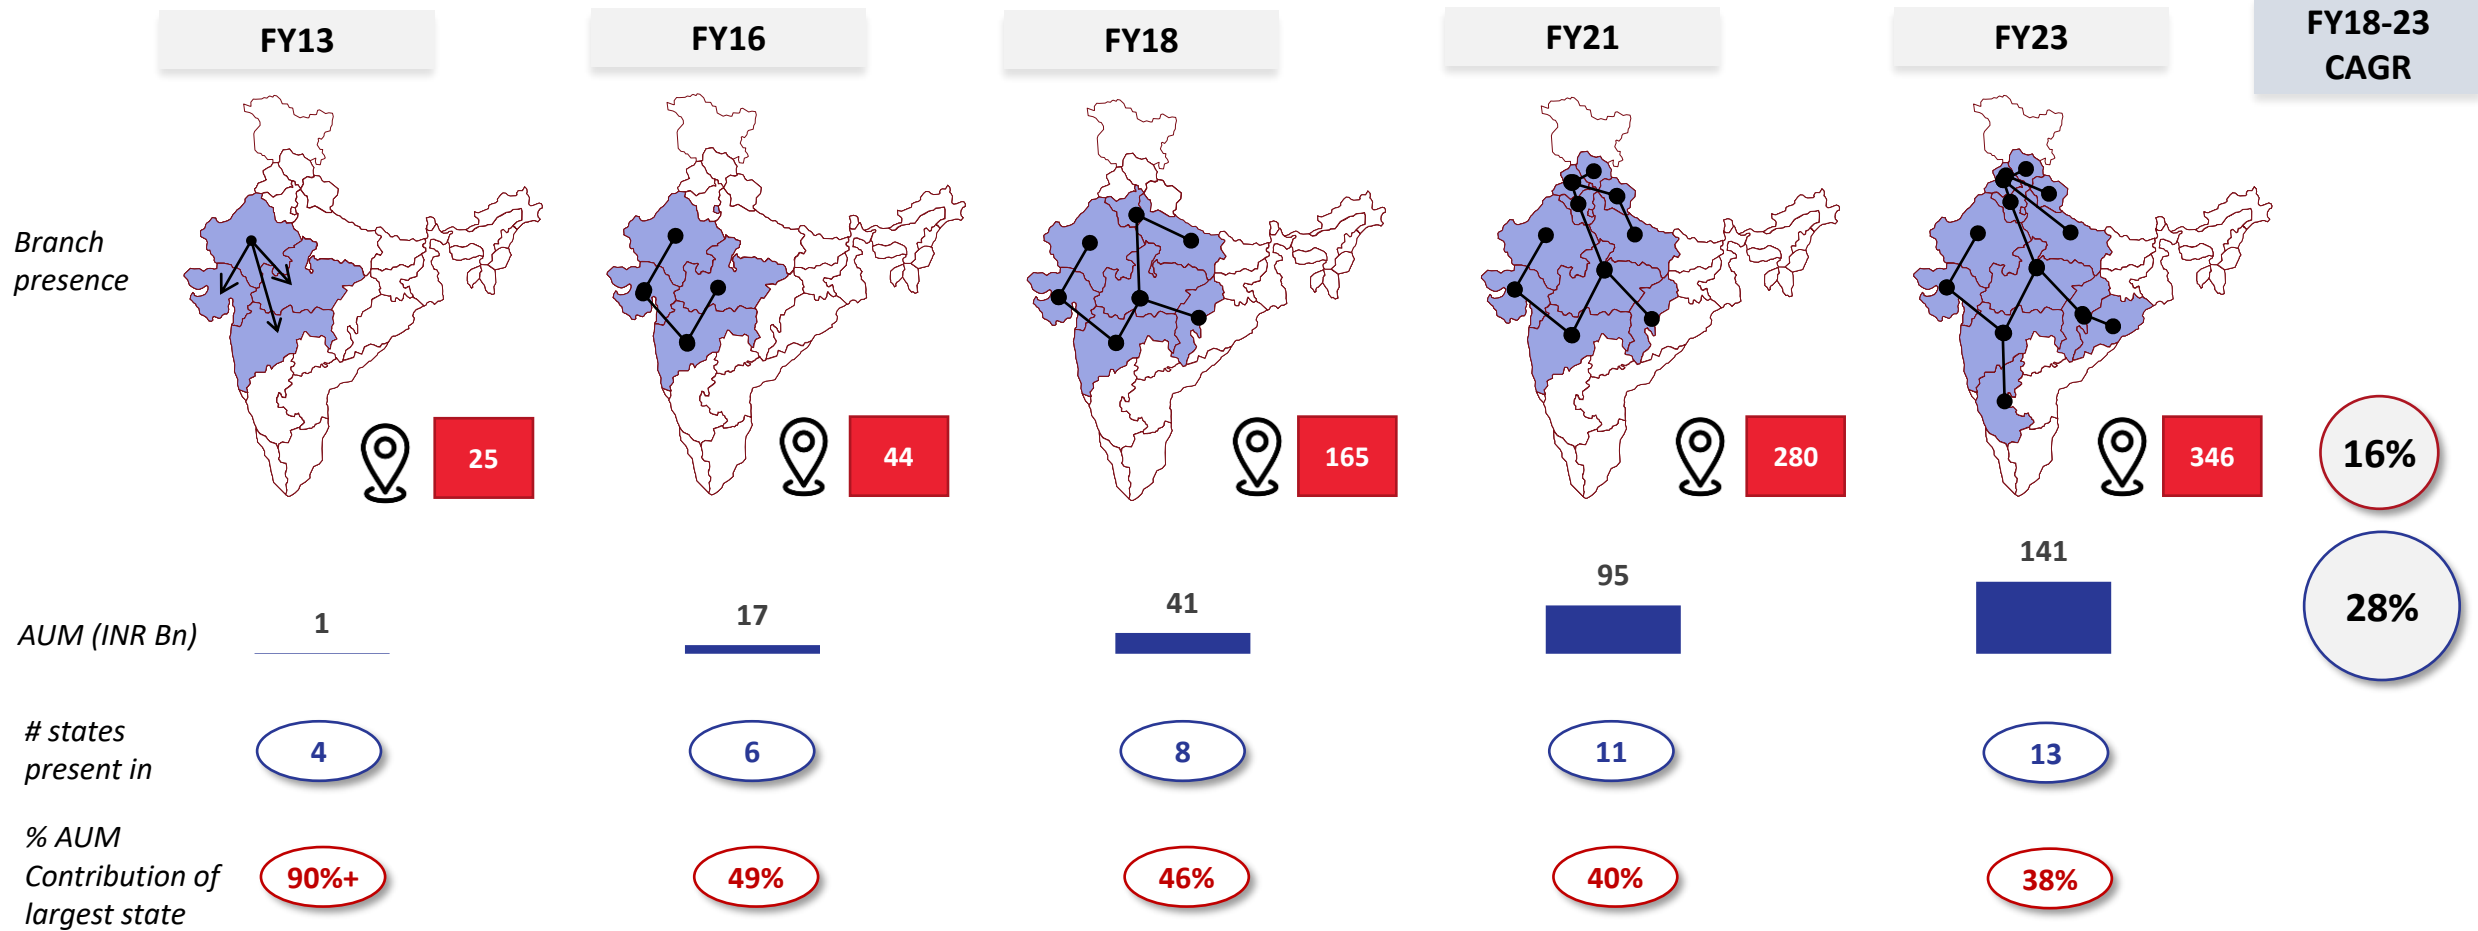 FY13
FY16
FY18
FY21
FY23
FY18-23
CAGR
Branch
presence
25
44
165
280
346
16%
AUM (INR Bn)
1
17
41
95
141
28%
# states
present in
4
6
8
11
13
% AUM
Contribution of
largest state
90%+
49%
46%
40%
38%